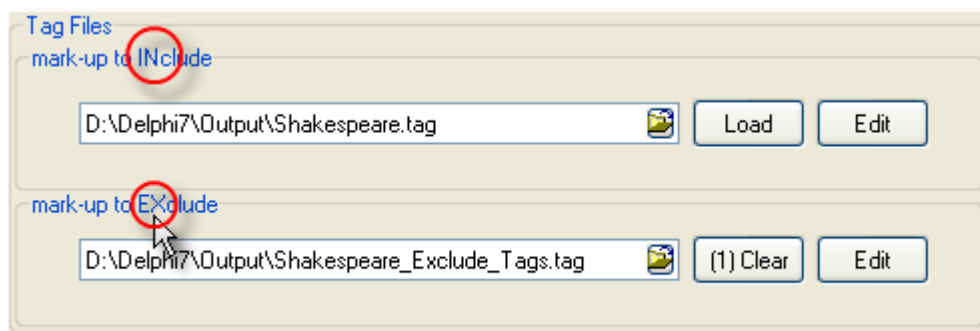 Tag Files
mark-up to INclude
D:\Delphi7\Output\Shakespeare.tag Load Edit
mark-up to EXclude
D:\Delphi7\Output\Shakespeare_Exclude_Tags.tag (1) Clear Edit